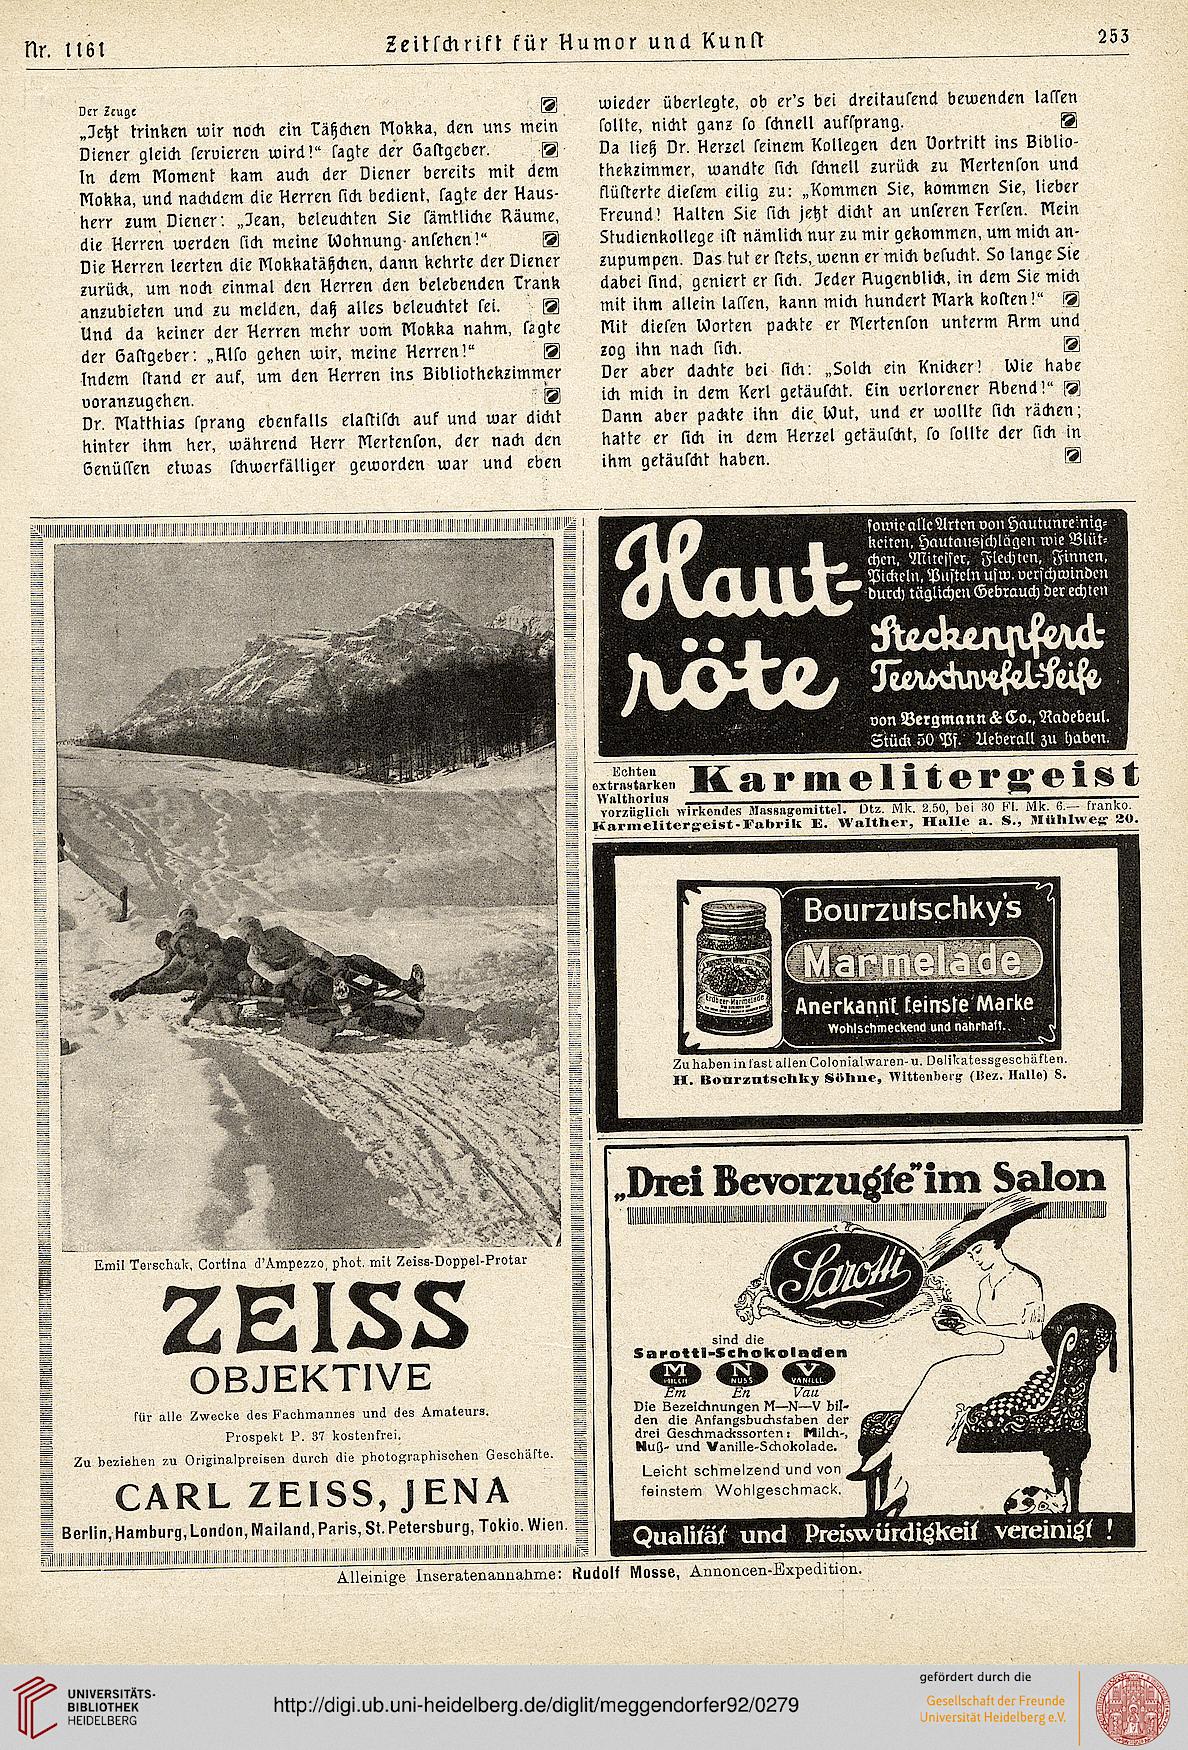 Nr. 1161
Zeitſchrift für Humor und Kunſt
253
Der Zeuge
„Jetzt trinken wir noch ein Täßchen Mokka, den uns mein
Diener gleich ſervieren wird!“ ſagte der Gaſtgeber.
In dem Moment kam auch der Diener bereits mit dem
Mokka, und nachdem die Herren ſich bedient, ſagte der Haus-
herr zum Diener: „Jean, beleuchten Sie ſämtliche Räume,
die Herren werden ſich meine Wohnung anſehen!“
Die Herren leerten die Mokkatäßchen, dann kehrte der Diener
zurück, um noch einmal den Herren den belebenden Trank
anzubieten und zu melden, daß alles beleuchtet ſei.
Und da keiner der Herren mehr vom Mokka nahm, ſagte
der Gaſtgeber: „Alſo gehen wir, meine Herren!“
Indem ſtand er auf, um den Herren ins Bibliothekzimmer
voranzugehen.
Dr. Matthias ſprang ebenfalls elaſtiſch auf und war dicht
hinter ihm her, während Herr Mertenſon, der nach den
Genüſſen etwas ſchwerfälliger geworden war und eben
wieder überlegte, ob er's bei dreitauſend bewenden laſſen
ſollte, nicht ganz ſo ſchnell aufſprang.
Da ließ Dr. Herzel ſeinem Kollegen den Vortritt ins Biblio-
thekzimmer, wandte ſich ſchnell zurück zu Mertenſon und
flüſterte dieſem eilig zu: „Kommen Sie, kommen Sie, lieber
Freund! Halten Sie ſich jetzt dicht an unſeren Ferſen. Mein
Studienkollege iſt nämlich nur zu mir gekommen, um mich an-
zupumpen. Das tut er ſtets, wenn er mich beſucht. So lange Sie
dabei ſind, geniert er ſich. Jeder Augenblick, in dem Sie mich
mit ihm allein laſſen, kann mich hundert Mark koſten!“
Mit dieſen Worten packte er Mertenſon unterm Arm und
zog ihn nach ſich.
Der aber dachte bei ſich: „Solch ein Knicker! Wie habe
ich mich in dem Kerl getäuſcht. Ein verlorener Abend!“
Dann aber packte ihn die Wut, und er wollte ſich rächen;
hatte er ſich in dem Herzel getäuſcht, ſo ſollte der ſich in
ihm getäuſcht haben.
Emil Terschak, Cortina d'Ampezzo, phot. mit Zeiss-Doppel-Protar
ZEISS
OBJEKTIVE
für alle Zwecke des Fachmannes und des Amateurs.
Prospekt P. 37 kostenfrei.
Zu beziehen zu Originalpreisen durch die photographischen Geschäfte.
CARL ZEISS, JENA
Berlin, Hamburg, London, Mailand, Paris, St. Petersburg, Tokio. Wien.
Haut-
röte
ſowie alle Arten von Hautunreinig-
keiten, Hautausſchlägen wie Blüt-
chen, Miteſſer, Flechten, Finnen,
Pickeln, Puſteln uſw. verſchwinden
durch täglichen Gebrauch der echten
Steckenpferd-
Teerschwefel-Seife
von Bergmann & Co., Radebeul.
Stück 50 Pf. Ueberall zu haben.
Echten
extrastarken
Walthorius
Karmelitergeist
vorzüglich wirkendes Massagemittel. Dtz. Mk. 2.50, bei 30 Fl. Mk. 6.— franko.
Karmelitergeist-Fabrik E. Walther, Halle a. S., Mühlweg 20.
Bourzutschky's
Marmelade
Erdbeer-Marmelade
Anerkannt feinste Marke
Wohlschmeckend und nahrhaft.
Zu haben in fast allen Colonialwaren- u. Delikatessgeschäften.
H. Bourzutschky Söhne, Wittenberg (Bez. Halle) 8.
„Drei Bevorzugte” im Salon
Sarotti
sind die
Sarotti-Schokoladen
M MILCH N NUSS V VANILLE
Em En Vau
Die Bezeichnungen M—N—V bil-
den die Anfangsbuchstaben der
drei Geschmackssorten: Milch-,
Nuß- und Vanille-Schokolade.
Leicht schmelzend und von
feinstem Wohlgeschmack.
Qualität und Preiswürdigkeit vereinigt !
Alleinige Inseratenannahme: Rudolf Mosse, Annoncen-Expedition.
UNIVERSITÄTS-
BIBLIOTHEK
HEIDELBERG
http://digi.ub.uni-heidelberg.de/diglit/meggendorfer92/0279
gefördert durch die
Gesellschaft der Freunde
Universität Heidelberg e.V.